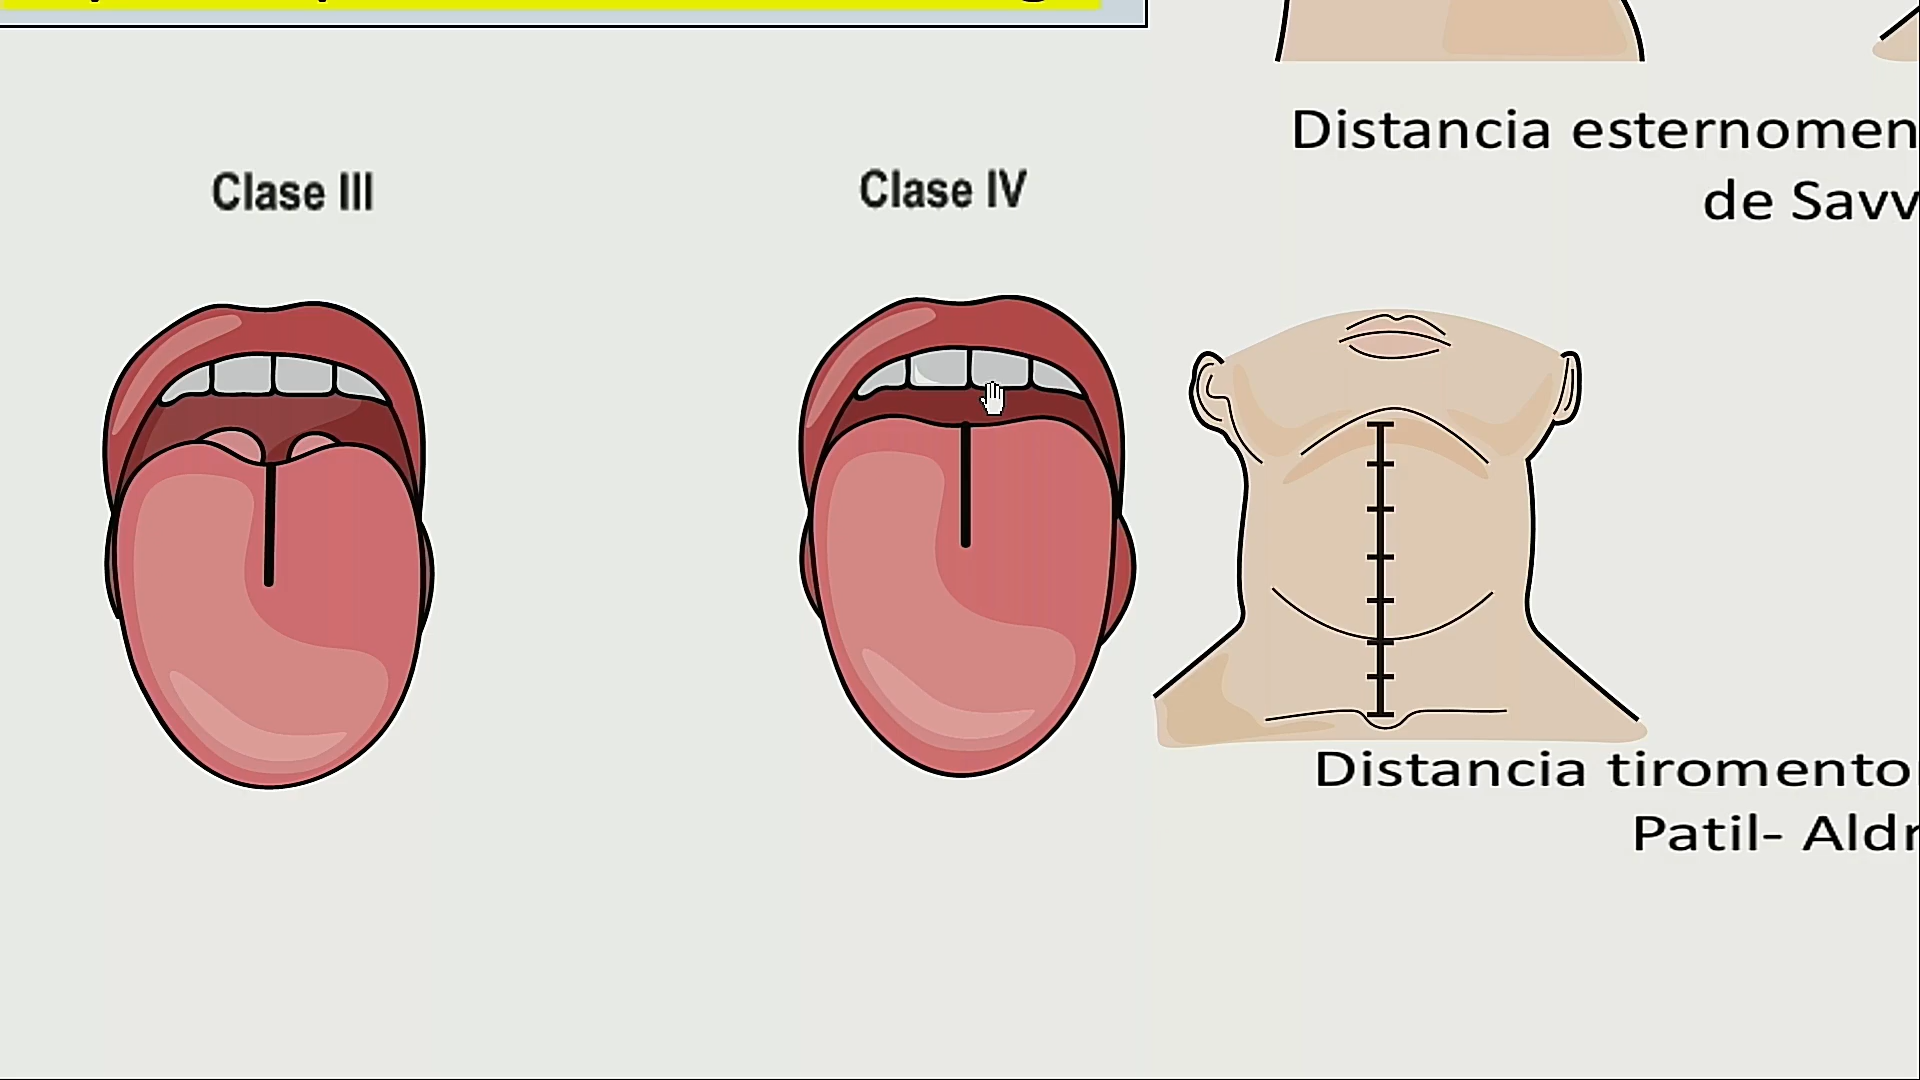 Clase III
Clase IV
Distancia esternomen
de Savv
Distancia tiromento
Patil- Aldr